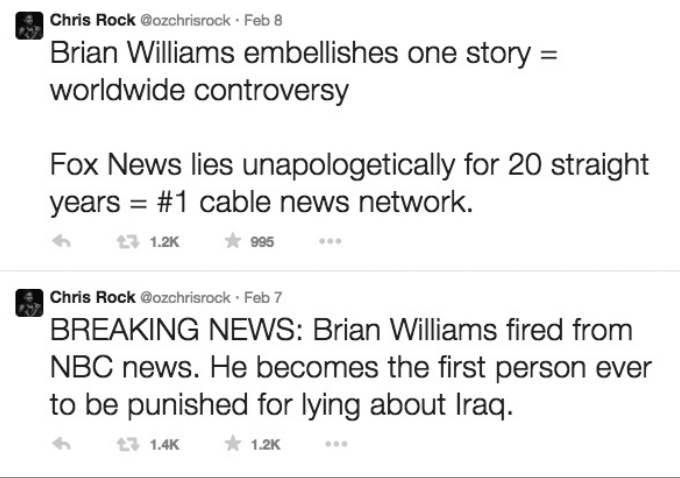 Chris Rock @ozchrisrock · Feb 8
Brian Williams embellishes one story =
worldwide controversy
Fox News lies unapologetically for 20 straight
years = #1 cable news network.
1.2K 995
Chris Rock @ozchrisrock · Feb 7
BREAKING NEWS: Brian Williams fired from
NBC news. He becomes the first person ever
to be punished for lying about Iraq.
1.4K 1.2K